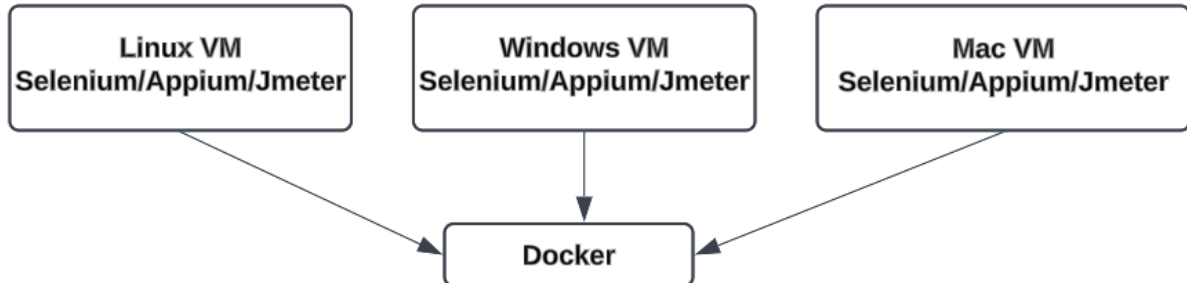 Linux VM
Selenium/Appium/Jmeter
Windows VM
Selenium/Appium/Jmeter
Mac VM
Selenium/Appium/Jmeter
Docker